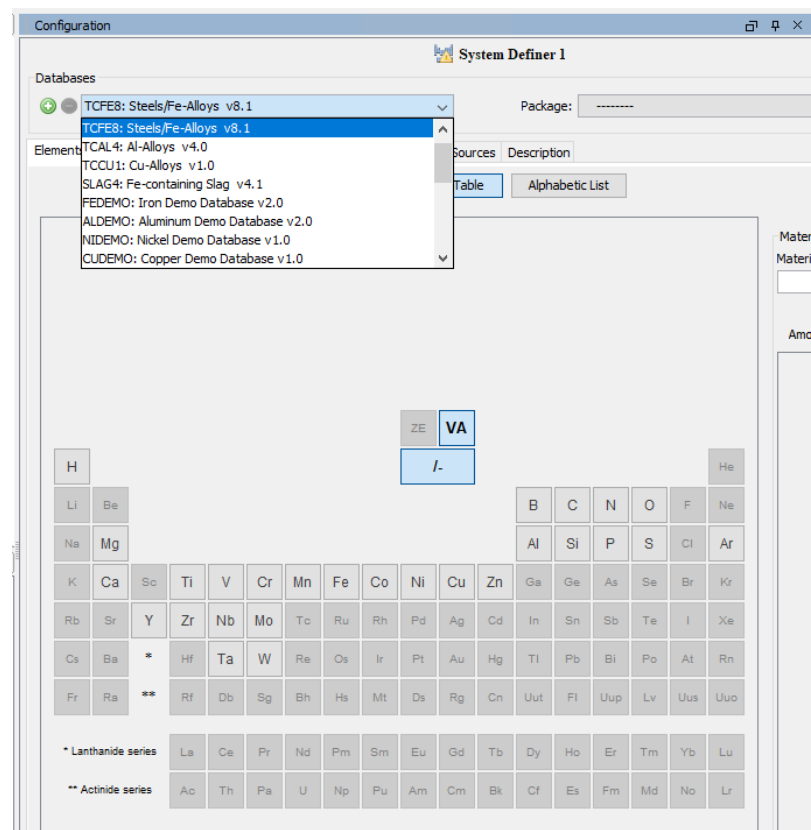 Configuration
System Definer 1
Databases
TCFE8: Steels/Fe-Alloys v8.1
Package: --------
TCFE8: Steels/Fe-Alloys v8.1
TCAL4: Al-Alloys v4.0
TCCU1: Cu-Alloys v1.0
SLAG4: Fe-containing Slag v4.1
FEDEMO: Iron Demo Database v2.0
ALDEMO: Aluminum Demo Database v2.0
NIDEMO: Nickel Demo Database v1.0
CUDEMO: Copper Demo Database v1.0
Element Sources Description
Table Alphabetic List
Mater
Materi
Amo
ZE VA
H /- He
Li Be B C N O F Ne
Na Mg Al Si P S Cl Ar
K Ca Sc Ti V Cr Mn Fe Co Ni Cu Zn Ga Ge As Se Br Kr
Rb Sr Y Zr Nb Mo Tc Ru Rh Pd Ag Cd In Sn Sb Te I Xe
Cs Ba * Hf Ta W Re Os Ir Pt Au Hg Tl Pb Bi Po At Rn
Fr Ra ** Rf Db Sg Bh Hs Mt Ds Rg Cn Uut Fl Uup Lv Uus Uuo
* Lanthanide series La Ce Pr Nd Pm Sm Eu Gd Tb Dy Ho Er Tm Yb Lu
** Actinide series Ac Th Pa U Np Pu Am Cm Bk Cf Es Fm Md No Lr